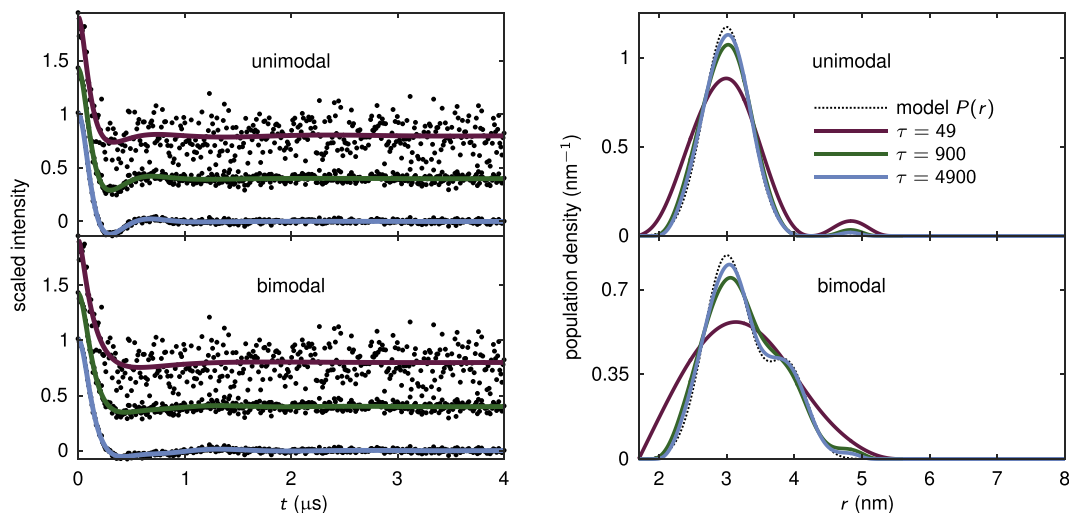 scaled intensity
1.5
1
0.5
0
unimodal
1.5
1
0.5
0
bimodal
0
1
2
3
4
t (μs)
population density (nm⁻¹)
1
0.5
0
unimodal
model P(r)
τ = 49
τ = 900
τ = 4900
0.7
0.35
0
bimodal
2
3
4
5
6
7
8
r (nm)